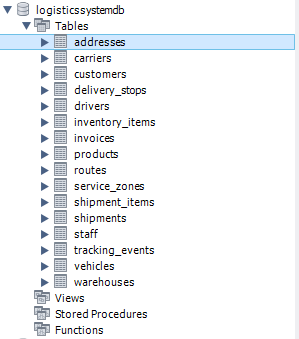 logisticssystemdb
Tables
addresses
carriers
customers
delivery_stops
drivers
inventory_items
invoices
products
routes
service_zones
shipment_items
shipments
staff
tracking_events
vehicles
warehouses
Views
Stored Procedures
Functions